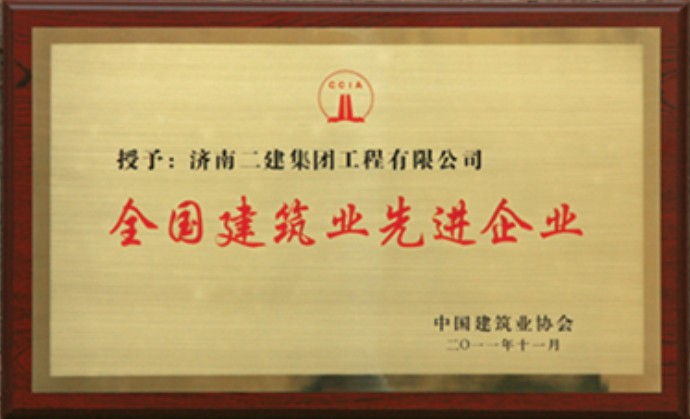 CCIA
授予：济南二建集团工程有限公司
全国建筑业先进企业
中国建筑业协会
二〇一一年十一月